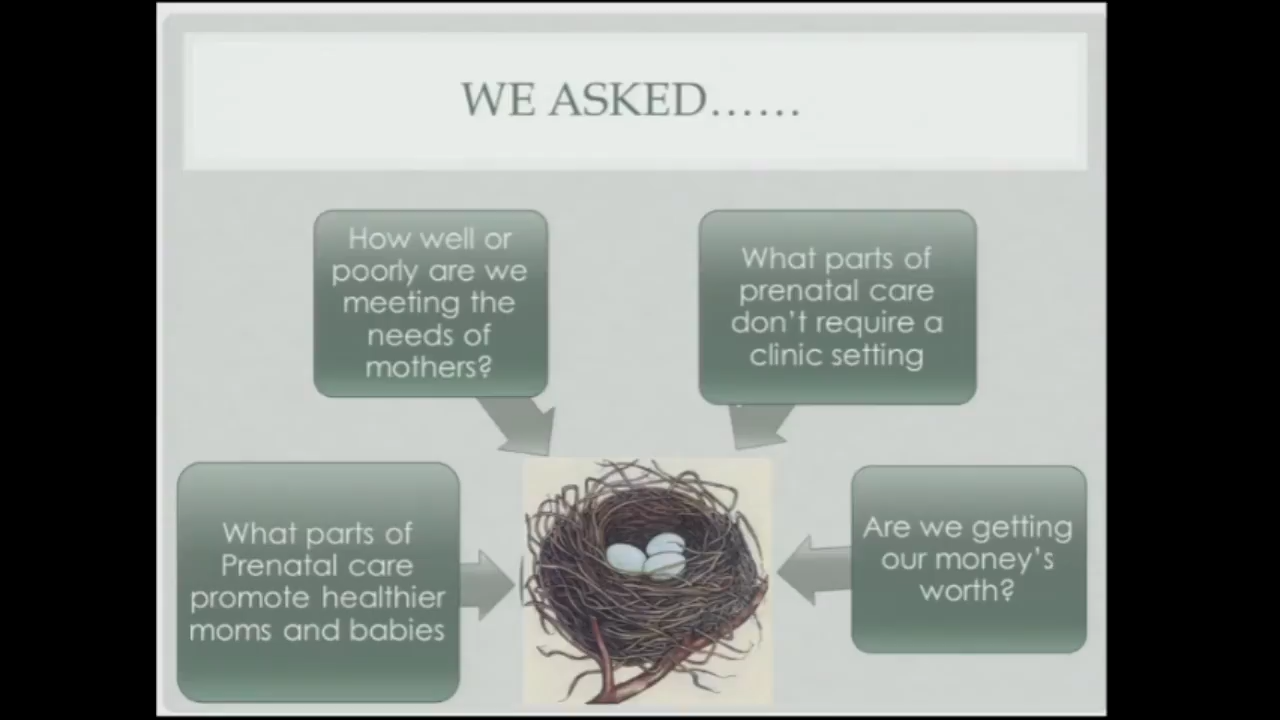 WE ASKED......
How well or
poorly are we
meeting the
needs of
mothers?
What parts of
prenatal care
don't require a
clinic setting
What parts of
Prenatal care
promote healthier
moms and babies
Are we getting
our money's
worth?